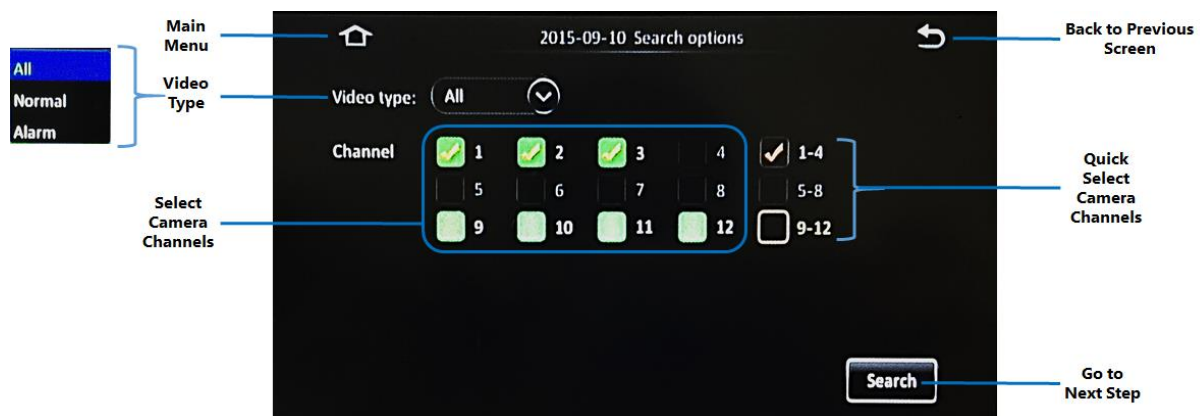 Main
Menu
2015-09-10 Search options
Back to Previous
Screen
All
Normal
Alarm
Video
Type
Video type: All
Channel
1 2 3 4 1-4
5 6 7 8 5-8
9 10 11 12 9-12
Select
Camera
Channels
Quick
Select
Camera
Channels
Search
Go to
Next Step